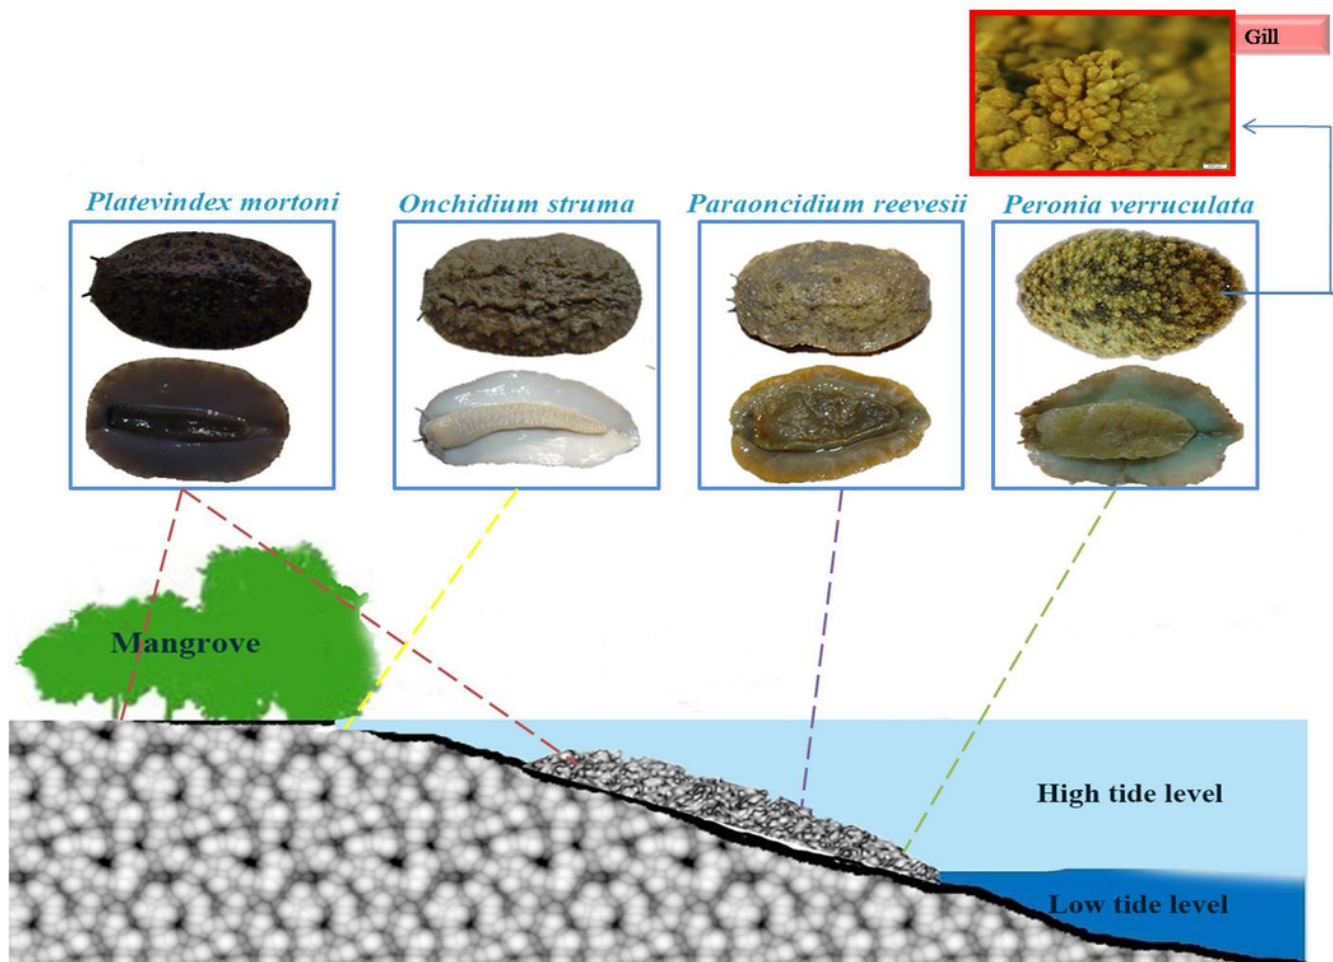 Gill
Platevindex mortoni
Onchidium struma
Paraoncidium reevesii
Peronia verruculata
Mangrove
High tide level
Low tide level